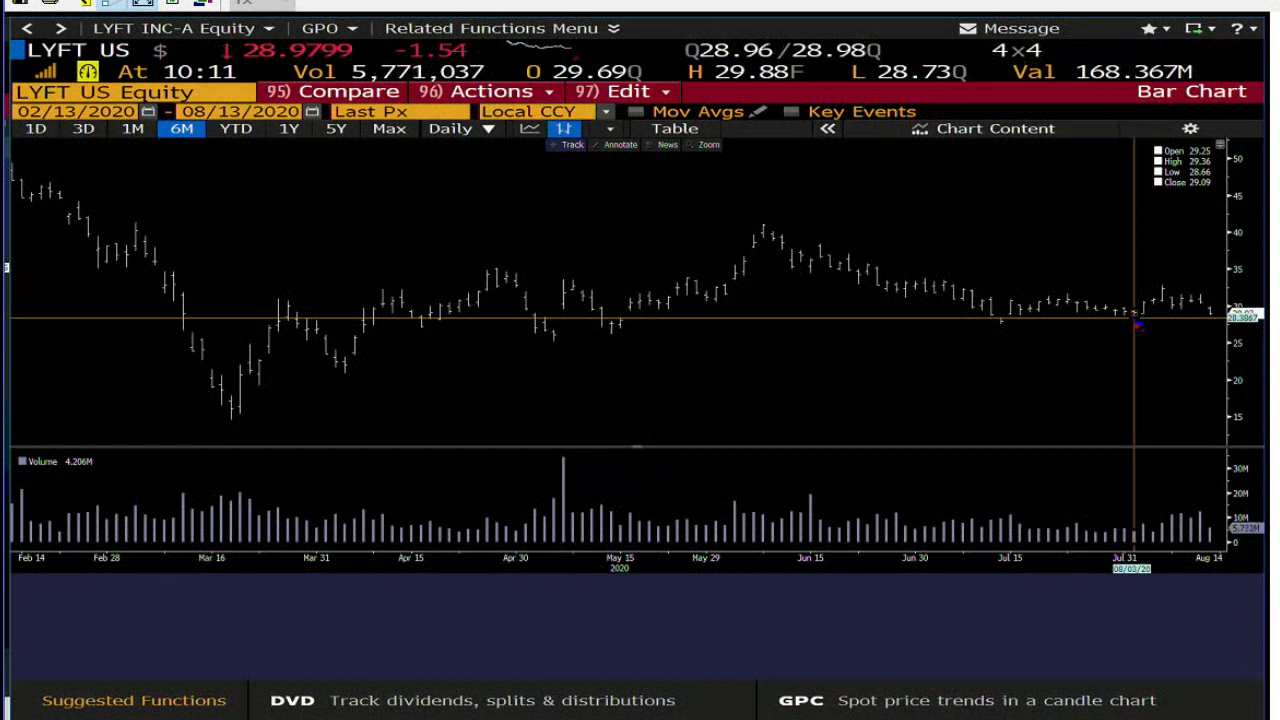 LYFT INC-A Equity GPO Related Functions Menu Message
LYFT US $ 28.9799 -1.54 Q28.96/28.98Q 4×4
At 10:11 Vol 5,771,037 O 29.69Q H 29.88F L 28.73Q Val 168.367M
LYFT US Equity 95) Compare 96) Actions 97) Edit Bar Chart
02/13/2020 - 08/13/2020 Last Px Local CCY Mov Avgs Key Events
1D 3D 1M 6M YTD 1Y 5Y Max Daily Table Chart Content
Track Annotate News Zoom
Open 29.25
High 29.36
Low 28.66
Close 29.09
50
45
40
35
30
28.3867
25
20
15
Volume 4.206M
30M
20M
10M
5.772M
0
Feb 14 Feb 28 Mar 16 Mar 31 Apr 15 Apr 30 May 15 May 29 Jun 15 Jun 30 Jul 15 Jul 31 Aug 14
2020 08/03/20
Suggested Functions DVD Track dividends, splits & distributions GPC Spot price trends in a candle chart